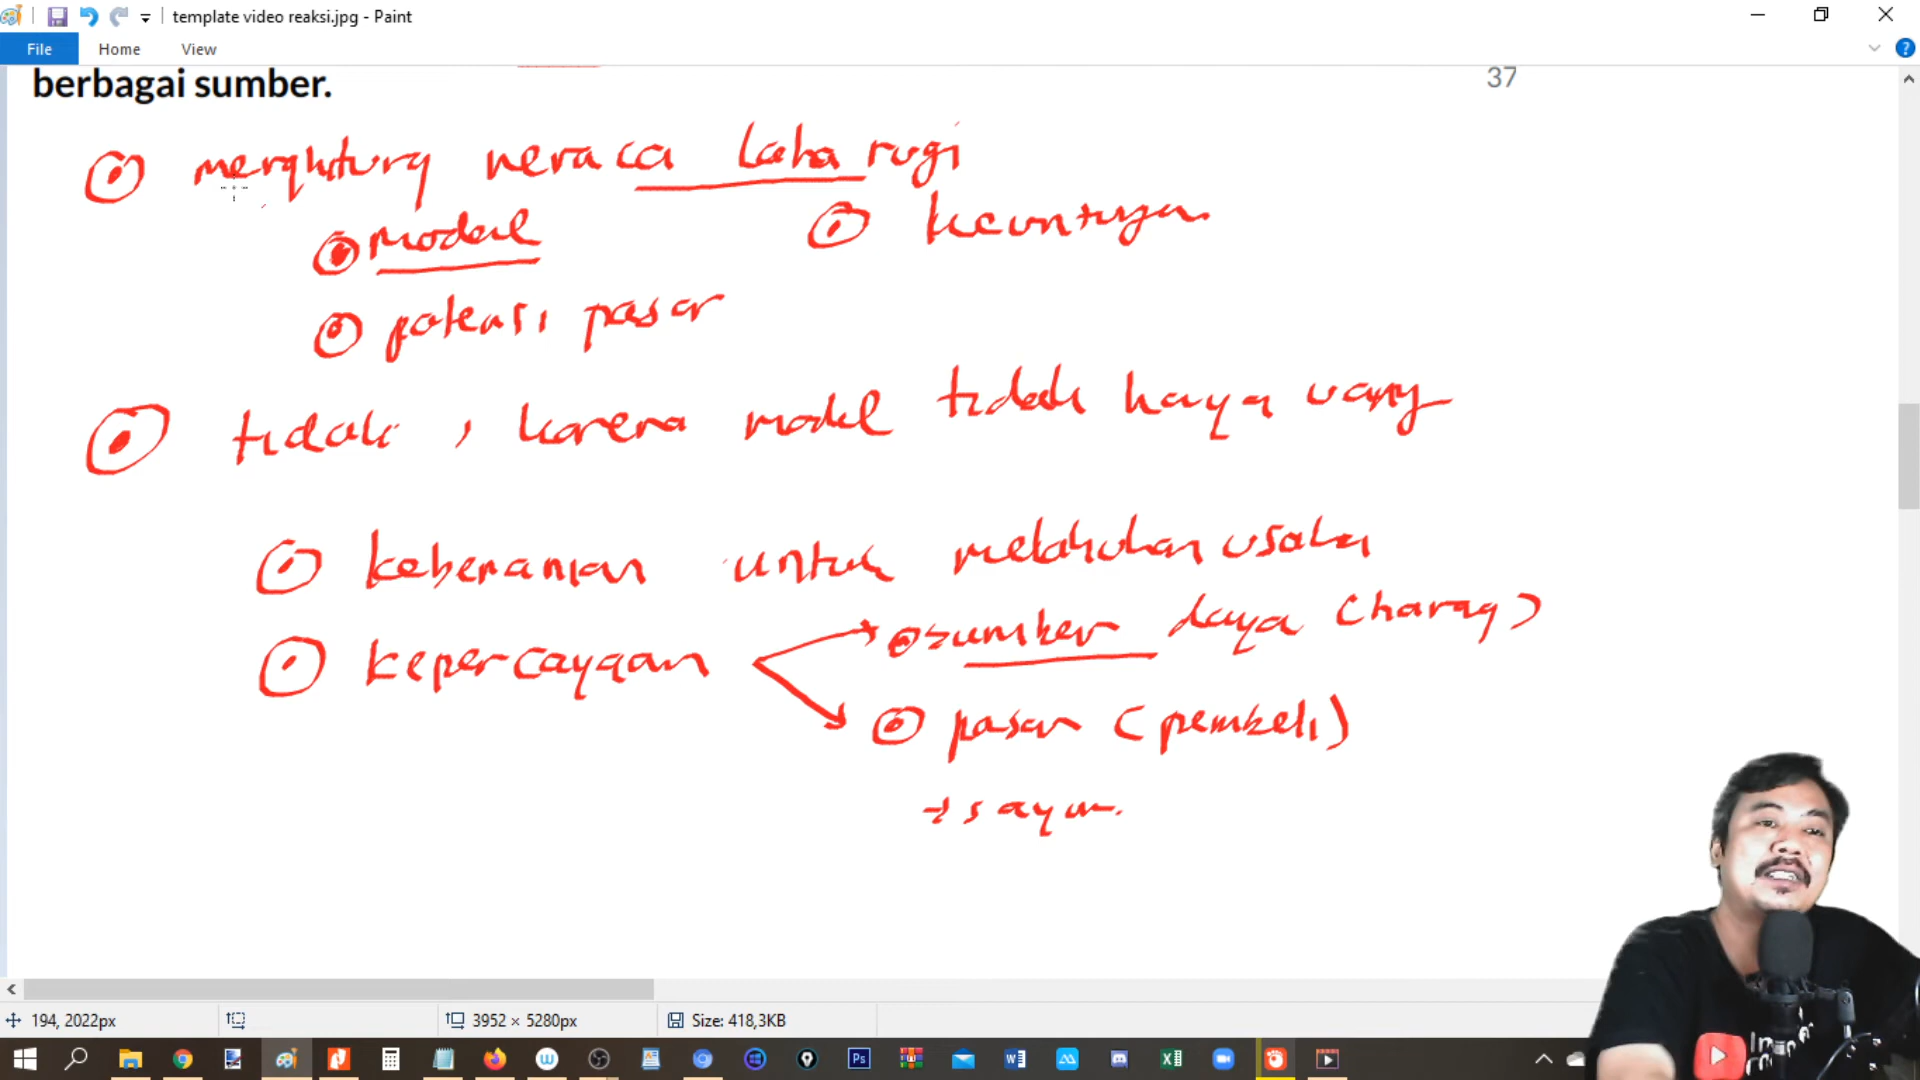 template video reaksi.jpg - Paint
File Home View
berbagai sumber.
37
menghitung neraca laba rugi
modal
keuntungan
potensi pasar
tidak, karena modal tidak hanya uang
keberanian untuk melakukan usaha
kepercayaan
sumber daya (barang)
pasar (pembeli)
→ sayur.
194, 2022px
3952 × 5280px
Size: 418,3KB